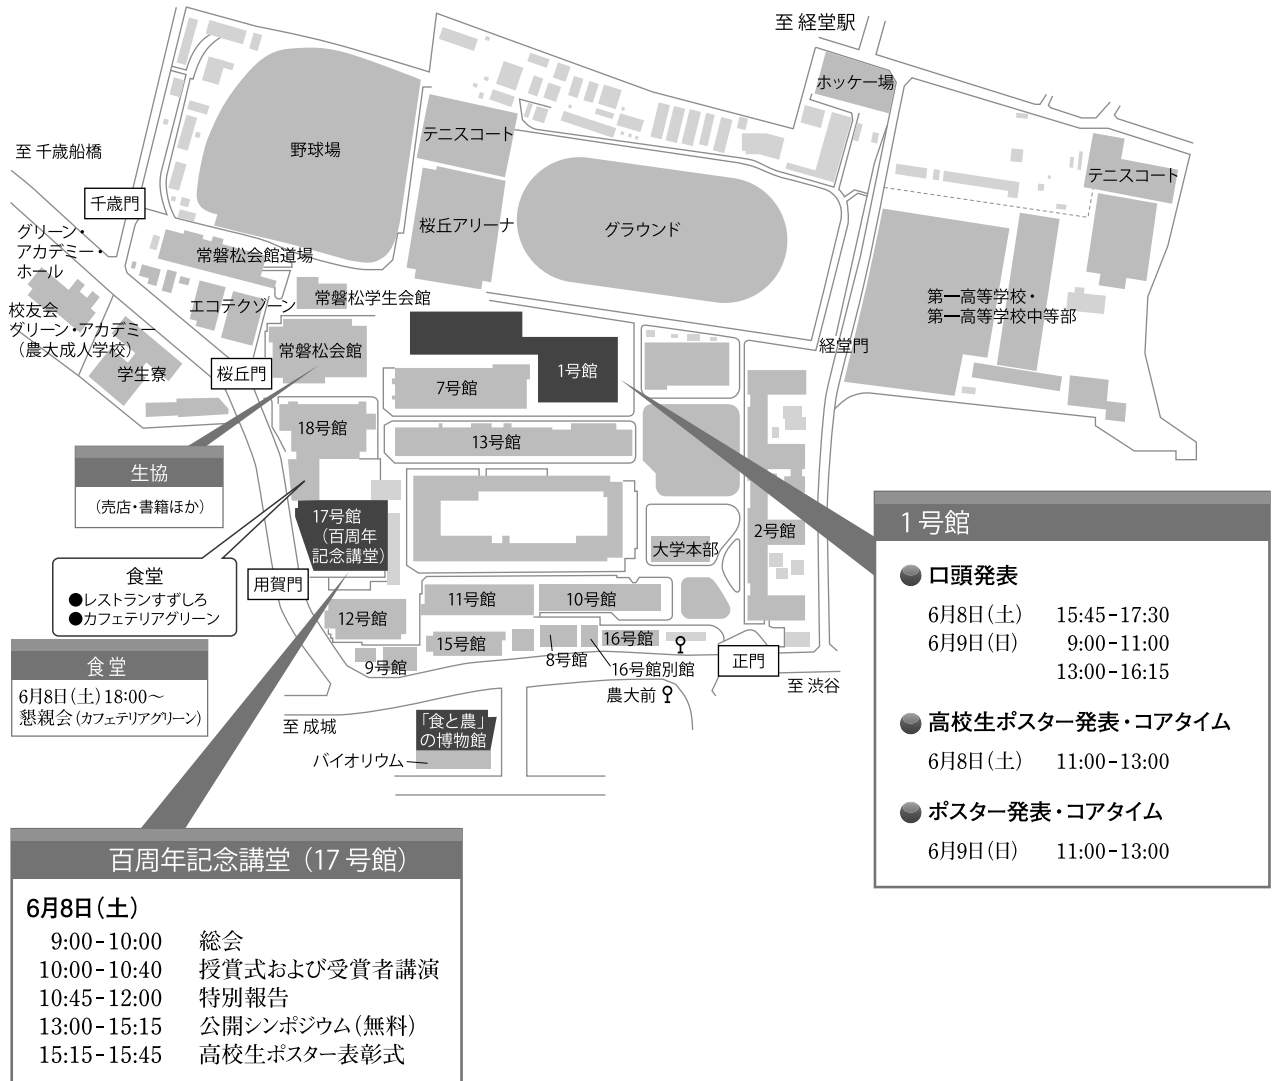 至 経堂駅
ホッケー場
テニスコート
野球場
至 千歳船橋
テニスコート
千歳門
桜丘アリーナ
グラウンド
グリーン・
アカデミー・
ホール
常磐松会館道場
エコテクゾーン
常磐松学生会館
第一高等学校・
第一高等学校中等部
校友会
グリーン・アカデミー
（農大成人学校）
常磐松会館
経堂門
学生寮
桜丘門
1号館
7号館
18号館
13号館
生協
（売店・書籍ほか）
17号館
（百周年
記念講堂）
2号館
大学本部
食堂
●レストランすずしろ
●カフェテリアグリーン
用賀門
11号館
10号館
12号館
15号館
16号館
8号館
9号館
16号館別館
正門
農大前
至 渋谷
食堂
6月8日（土）18:00～
懇親会（カフェテリアグリーン）
至 成城
「食と農」
の博物館
バイオリウム
1号館
口頭発表
6月8日（土） 15:45-17:30
6月9日（日） 9:00-11:00
13:00-16:15
高校生ポスター発表・コアタイム
6月8日（土） 11:00-13:00
ポスター発表・コアタイム
6月9日（日） 11:00-13:00
百周年記念講堂（17号館）
6月8日（土）
9:00-10:00 総会
10:00-10:40 授賞式および受賞者講演
10:45-12:00 特別報告
13:00-15:15 公開シンポジウム（無料）
15:15-15:45 高校生ポスター表彰式